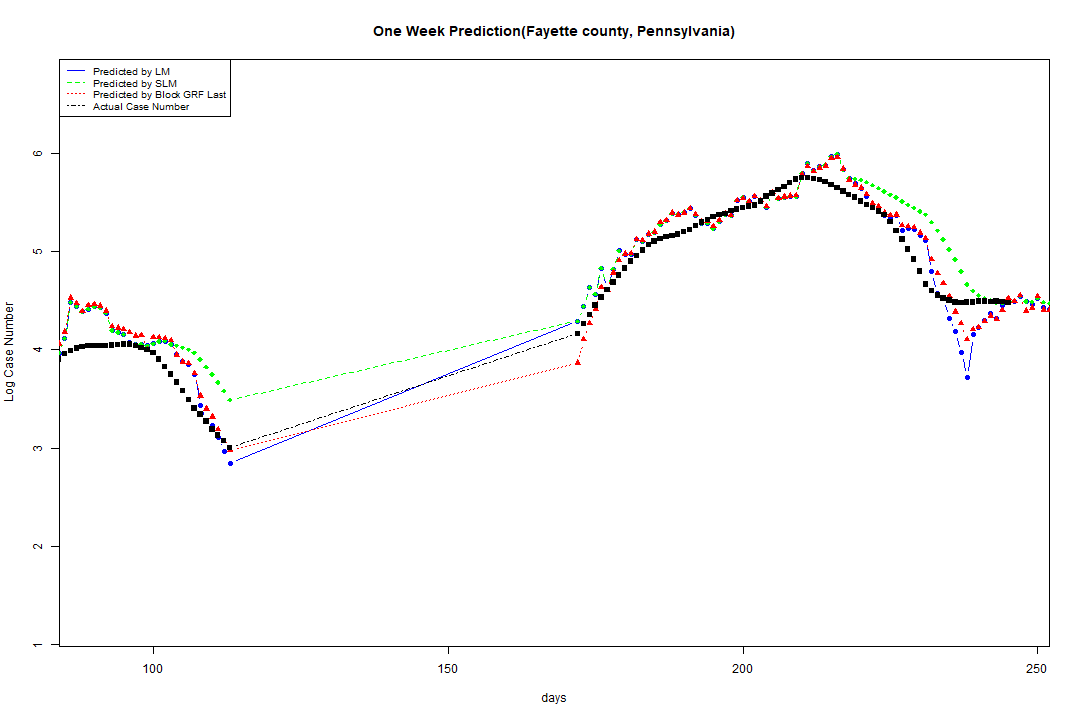 One Week Prediction(Fayette county, Pennsylvania)
Predicted by LM
Predicted by SLM
Predicted by Block GRF Last
Actual Case Number
Log Case Number
6
5
4
3
2
1
100
150
200
250
days